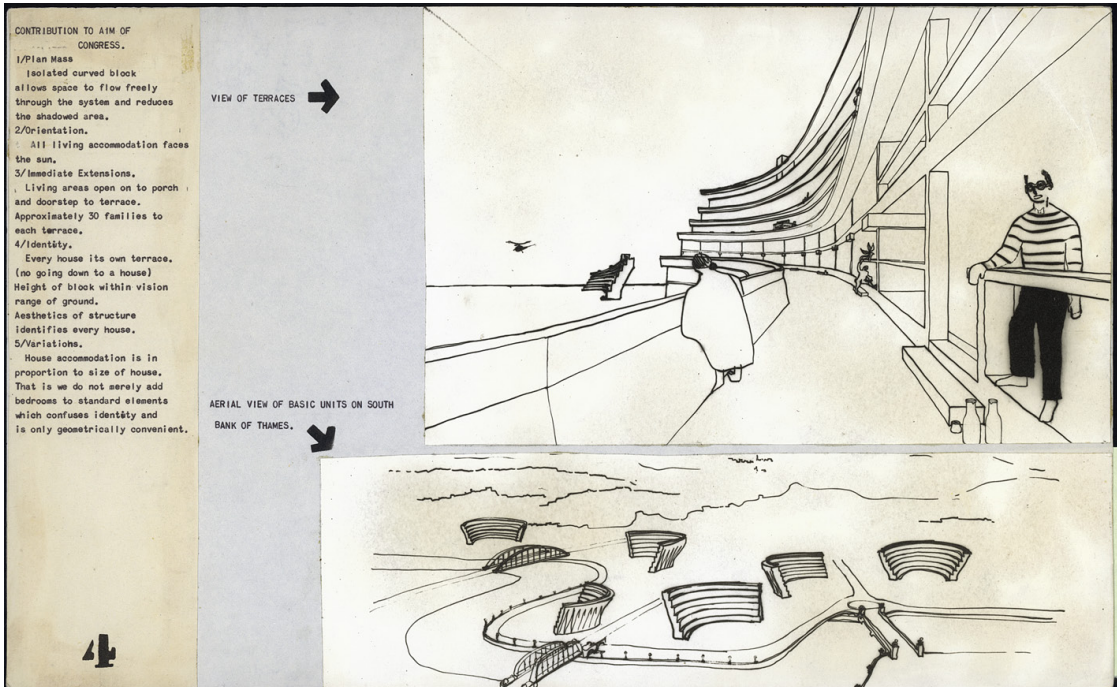 CONTRIBUTION TO AIM OF
CONGRESS.
1/Plan Mass
Isolated curved block
allows space to flow freely
through the system and reduces
the shadowed area.
2/Orientation.
All living accommodation faces
the sun.
3/Immediate Extensions.
Living areas open on to porch
and doorstep to terrace.
Approximately 30 families to
each terrace.
4/Identity.
Every house its own terrace.
(no going down to a house)
Height of block within vision
range of ground.
Aesthetics of structure
identifies every house.
5/Variations.
House accommodation is in
proportion to size of house.
That is we do not merely add
bedrooms to standard elements
which confuses identity and
is only geometrically convenient.
4
VIEW OF TERRACES
AERIAL VIEW OF BASIC UNITS ON SOUTH
BANK OF THAMES.